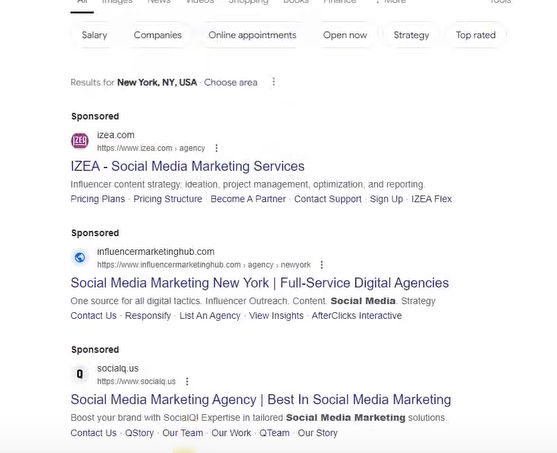 All Images News Videos Shopping Books Finance More Tools
Salary Companies Online appointments Open now Strategy Top rated
Results for New York, NY, USA · Choose area
Sponsored
IZEA
izea.com
https://www.izea.com › agency
IZEA - Social Media Marketing Services
Influencer content strategy, ideation, project management, optimization, and reporting.
Pricing Plans · Pricing Structure · Become A Partner · Contact Support · Sign Up · IZEA Flex
Sponsored
influencermarketinghub.com
https://www.influencermarketinghub.com › agency › newyork
Social Media Marketing New York | Full-Service Digital Agencies
One source for all digital tactics. Influencer Outreach. Content. Social Media. Strategy
Contact Us · Responsify · List An Agency · View Insights · AfterClicks Interactive
Sponsored
Q
socialq.us
https://www.socialq.us
Social Media Marketing Agency | Best In Social Media Marketing
Boost your brand with SocialQ! Expertise in tailored Social Media Marketing solutions.
Contact Us · QStory · Our Team · Our Work · QTeam · Our Story